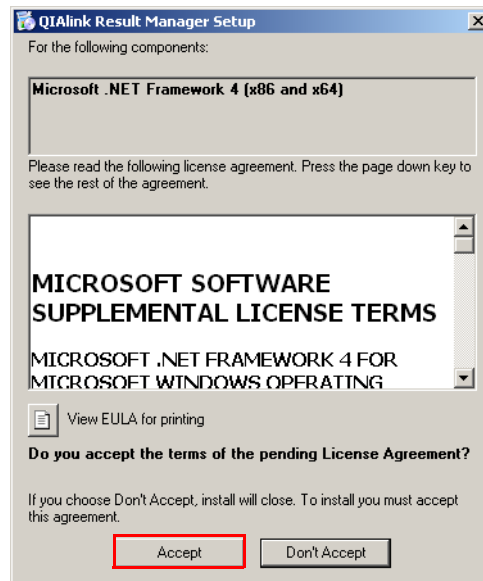 QIAlink Result Manager Setup
For the following components:
Microsoft .NET Framework 4 (x86 and x64)
Please read the following license agreement. Press the page down key to
see the rest of the agreement.
MICROSOFT SOFTWARE
SUPPLEMENTAL LICENSE TERMS
MICROSOFT .NET FRAMEWORK 4 FOR
MICROSOFT WINDOWS OPERATING
View EULA for printing
Do you accept the terms of the pending License Agreement?
If you choose Don't Accept, install will close. To install you must accept
this agreement.
Accept
Don't Accept